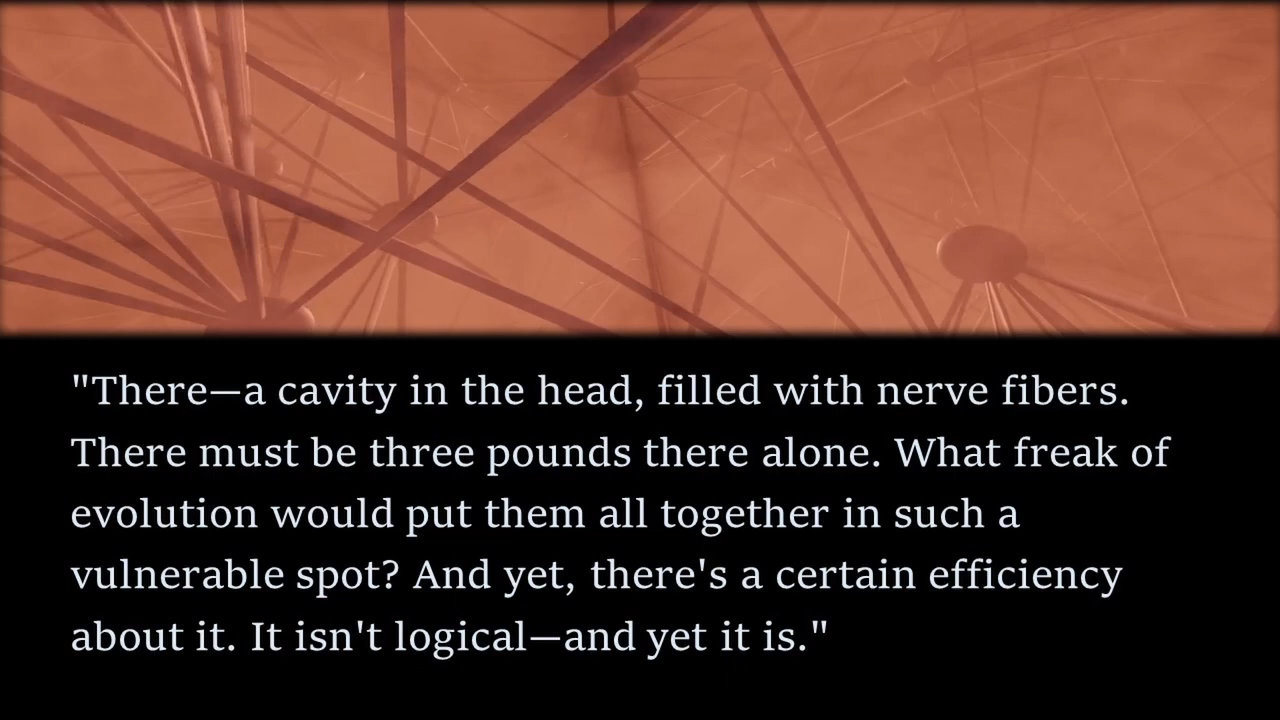 "There—a cavity in the head, filled with nerve fibers.
There must be three pounds there alone. What freak of
evolution would put them all together in such a
vulnerable spot? And yet, there's a certain efficiency
about it. It isn't logical—and yet it is."